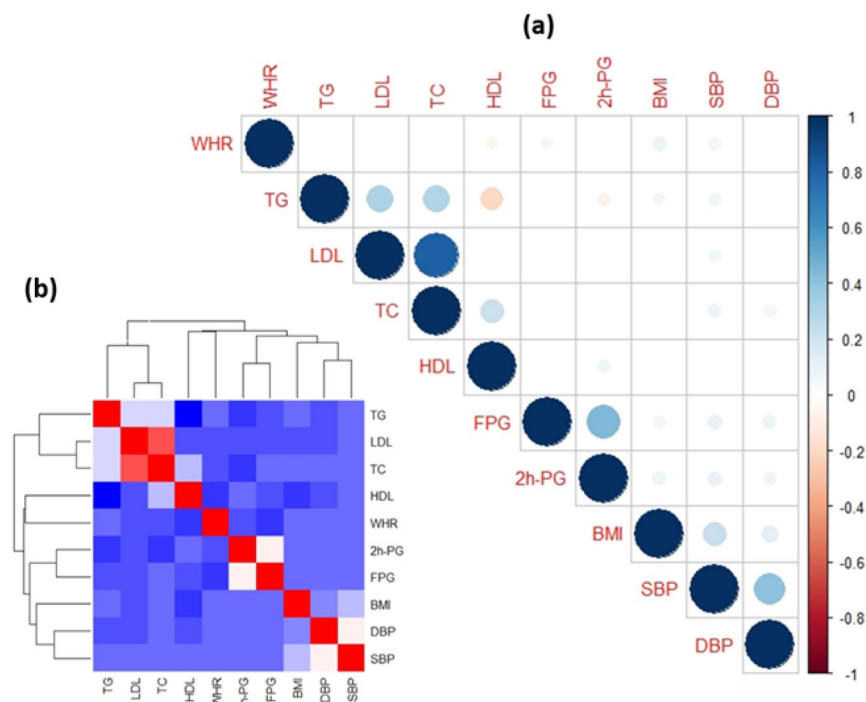 (a)
WHR TG LDL TC HDL FPG 2h-PG BMI SBP DBP
WHR
TG
LDL
TC
HDL
FPG
2h-PG
BMI
SBP
DBP
1
0.8
0.6
0.4
0.2
0
-0.2
-0.4
-0.6
-0.8
-1
(b)
TG
LDL
TC
HDL
WHR
2h-PG
FPG
BMI
DBP
SBP
TG LDL TC HDL WHR h-PG FPG BMI DBP SBP